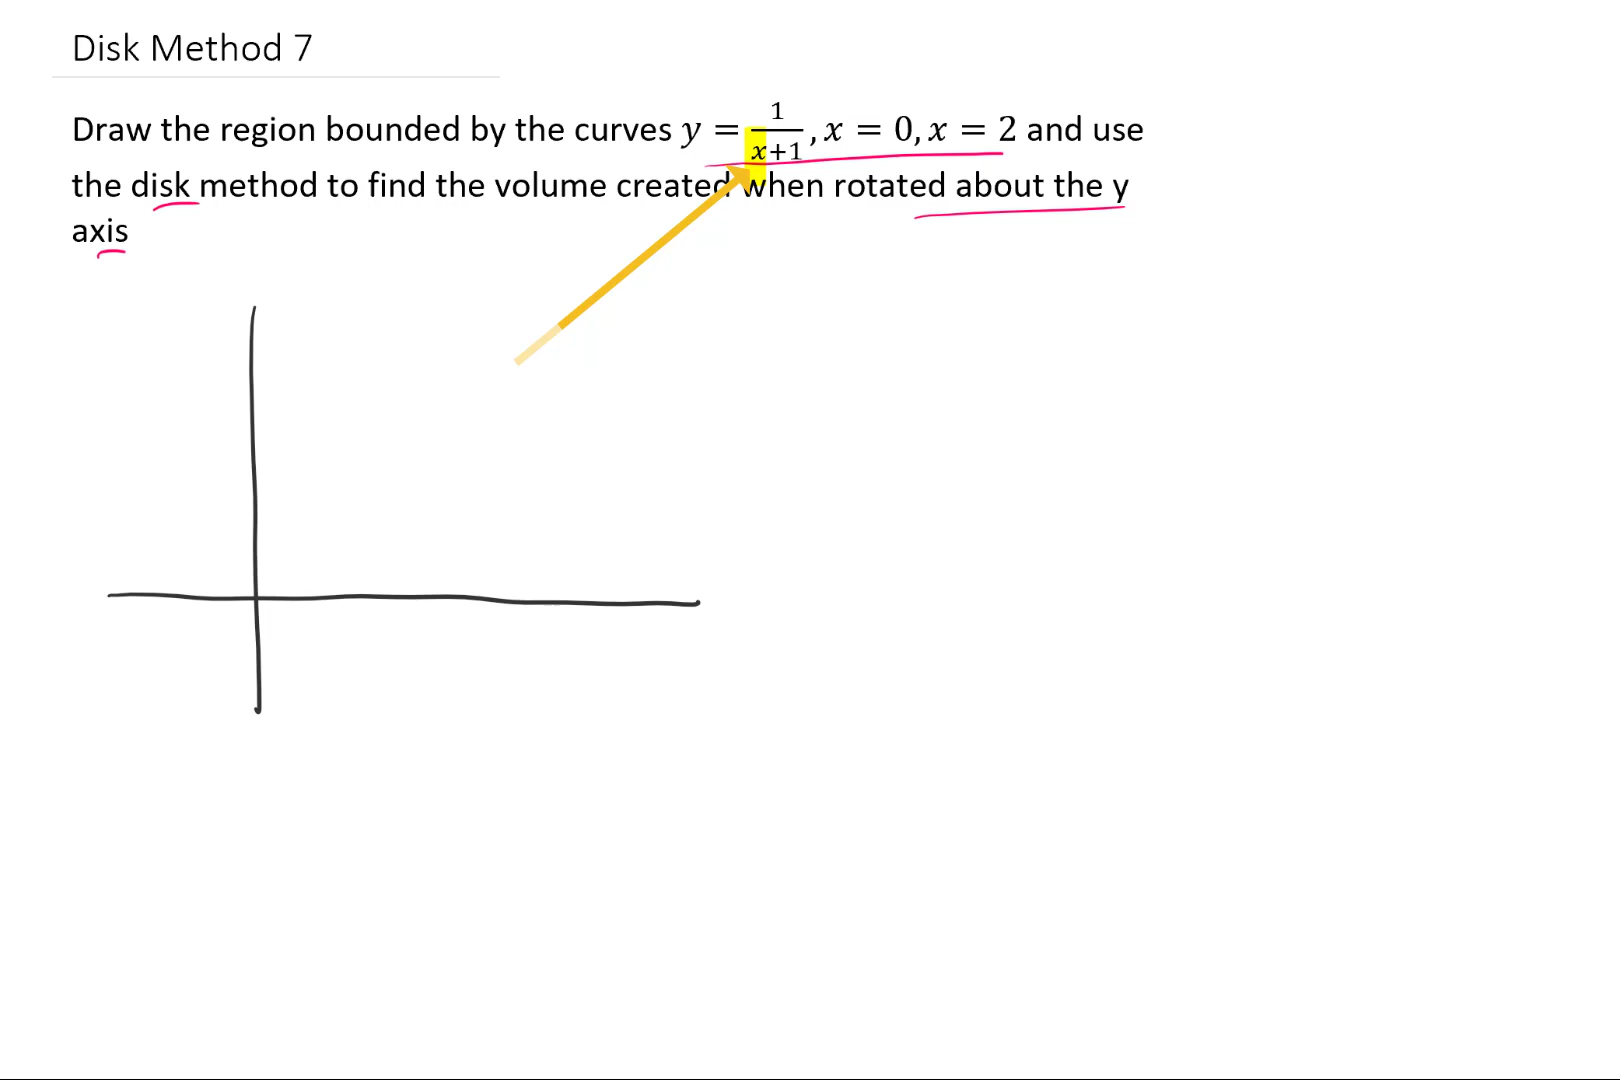 Disk Method 7
Draw the region bounded by the curves y = 1/(x+1), x = 0, x = 2 and use
the disk method to find the volume created when rotated about the y
axis